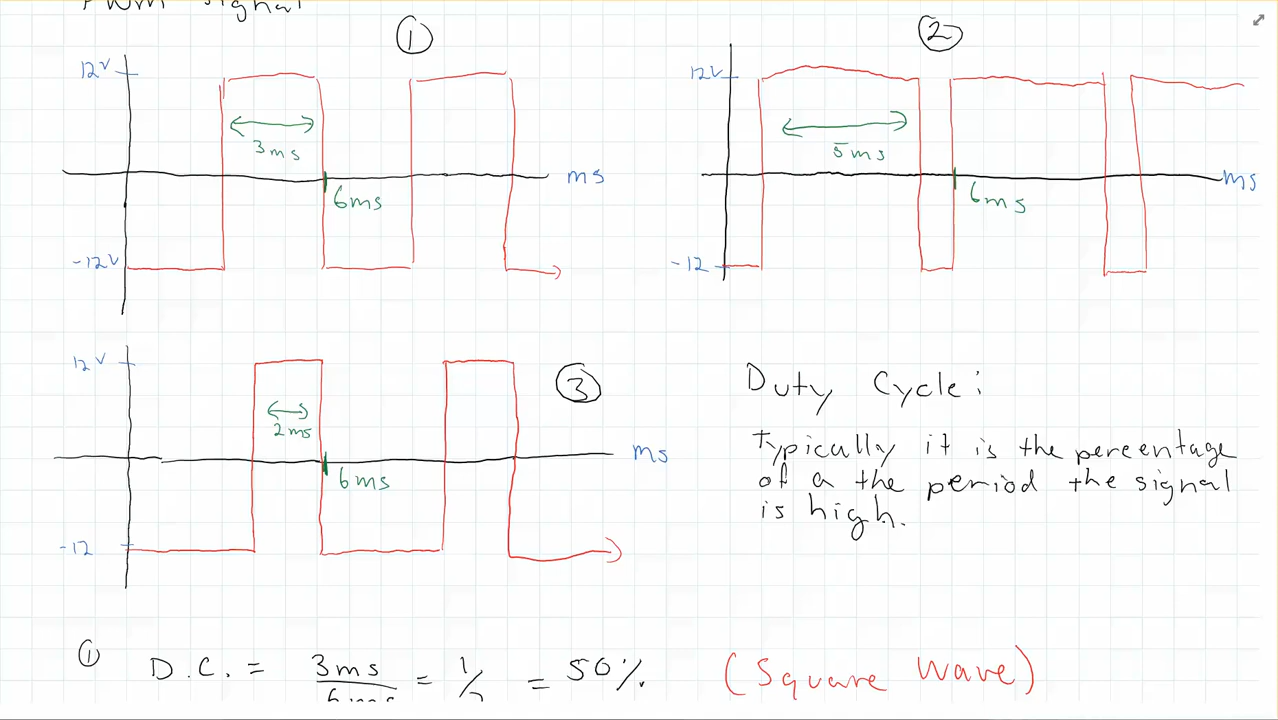 PWM signal
①
12V
3ms
6ms
ms
-12V
②
12V
5ms
6ms
ms
-12
③
12V
2ms
6ms
ms
-12
Duty Cycle:
typically it is the percentage
of a the period the signal
is high.
① D.C. = 3ms/6ms = 1/2 = 50% (Square Wave)